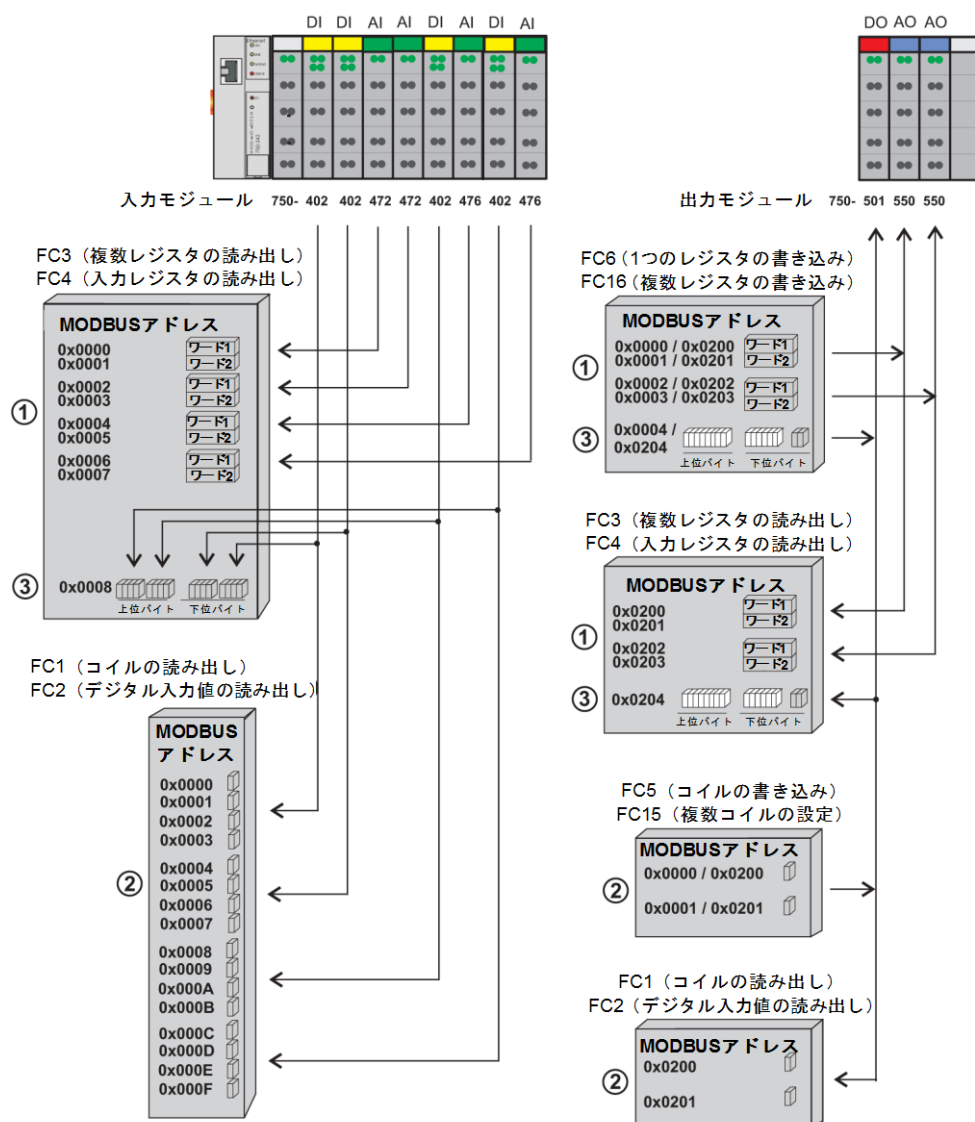 DI DI AI AI DI AI DI AI
Ethernet
750-342
入力モジュール 750- 402 402 472 472 402 476 402 476
FC3（複数レジスタの読み出し）
FC4（入力レジスタの読み出し）
MODBUSアドレス
①
0x0000 ワード1
0x0001 ワード2
0x0002 ワード1
0x0003 ワード2
0x0004 ワード1
0x0005 ワード2
0x0006 ワード1
0x0007 ワード2
③ 0x0008
上位バイト 下位バイト
FC1（コイルの読み出し）
FC2（デジタル入力値の読み出し）
MODBUS
アドレス
②
0x0000
0x0001
0x0002
0x0003
0x0004
0x0005
0x0006
0x0007
0x0008
0x0009
0x000A
0x000B
0x000C
0x000D
0x000E
0x000F
DO AO AO
出力モジュール 750- 501 550 550
FC6（1つのレジスタの書き込み）
FC16（複数レジスタの書き込み）
MODBUSアドレス
①
0x0000 / 0x0200 ワード1
0x0001 / 0x0201 ワード2
0x0002 / 0x0202 ワード1
0x0003 / 0x0203 ワード2
③ 0x0004 /
0x0204
上位バイト 下位バイト
FC3（複数レジスタの読み出し）
FC4（入力レジスタの読み出し）
MODBUSアドレス
①
0x0200 ワード1
0x0201 ワード2
0x0202 ワード1
0x0203 ワード2
③ 0x0204
上位バイト 下位バイト
FC5（コイルの書き込み）
FC15（複数コイルの設定）
MODBUSアドレス
②
0x0000 / 0x0200
0x0001 / 0x0201
FC1（コイルの読み出し）
FC2（デジタル入力値の読み出し）
MODBUSアドレス
②
0x0200
0x0201